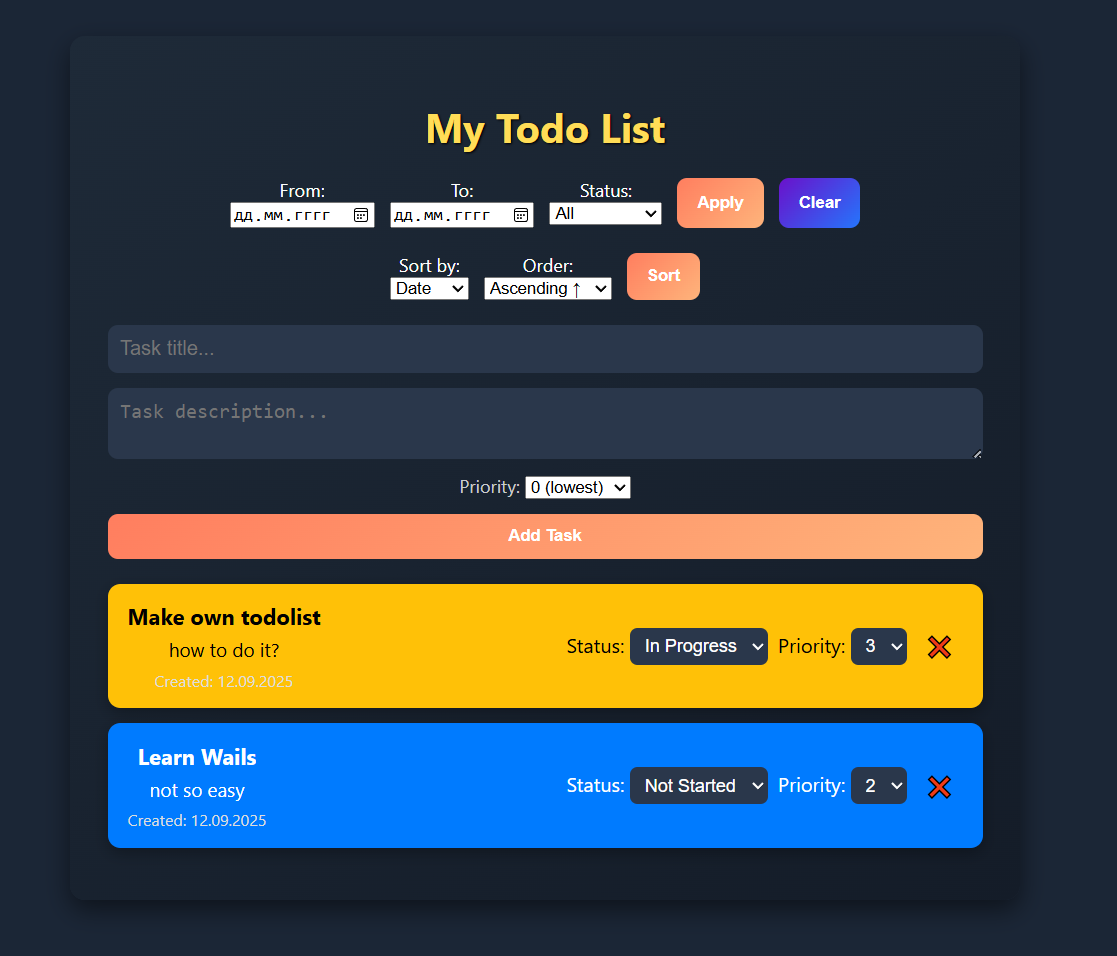 My Todo List
From: To: Status:
дд.мм.гггг дд.мм.гггг All Apply Clear
Sort by: Order:
Date Ascending ↑ Sort
Task title...
Task description...
Priority: 0 (lowest)
Add Task
Make own todolist
how to do it?
Created: 12.09.2025
Status: In Progress Priority: 3
Learn Wails
not so easy
Created: 12.09.2025
Status: Not Started Priority: 2